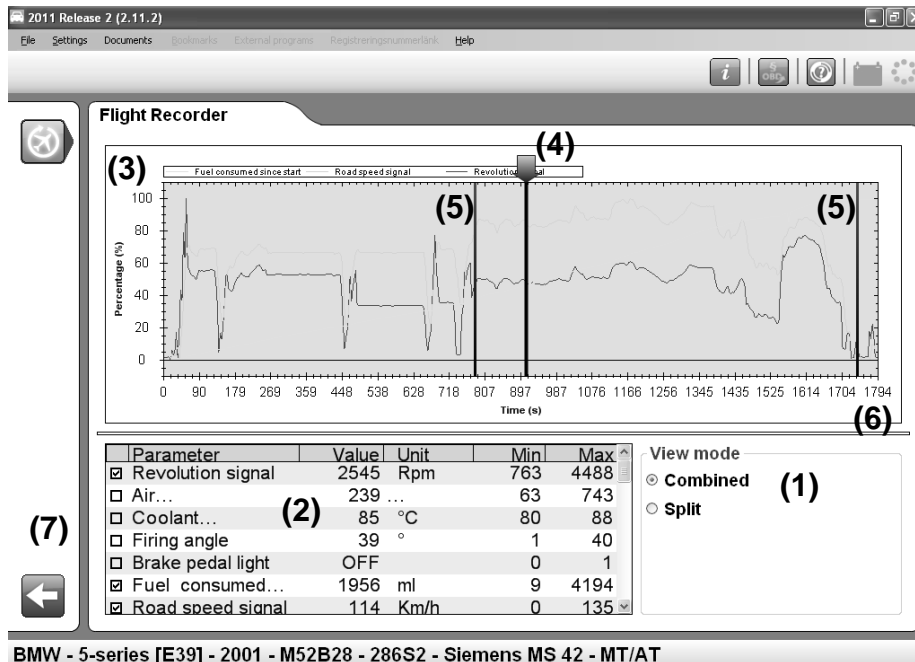 2011 Release 2 (2.11.2)
File Settings Documents Bookmarks External programs Registreringsnummerlänk Help
i OBD ?
Flight Recorder
(3) (4)
Fuel consumed since start Road speed signal
(5) (5)
Percentage (%)
100
80
60
40
20
0
0 90 179 269 359 448 538 628 718 807 897 987 1076 1166 1256 1345 1435 1525 1614 1704 1794
Time (s)
(6)
Parameter Value Unit Min Max
Revolution signal 2545 Rpm 763 4488
Air... 239 ... 63 743
Coolant... 85 °C 80 88
Firing angle 39 ° 1 40
Brake pedal light OFF 0 1
Fuel consumed... 1956 ml 9 4194
Road speed signal 114 Km/h 0 135
(2)
View mode
Combined
Split
(1)
(7)
BMW - 5-series [E39] - 2001 - M52B28 - 286S2 - Siemens MS 42 - MT/AT